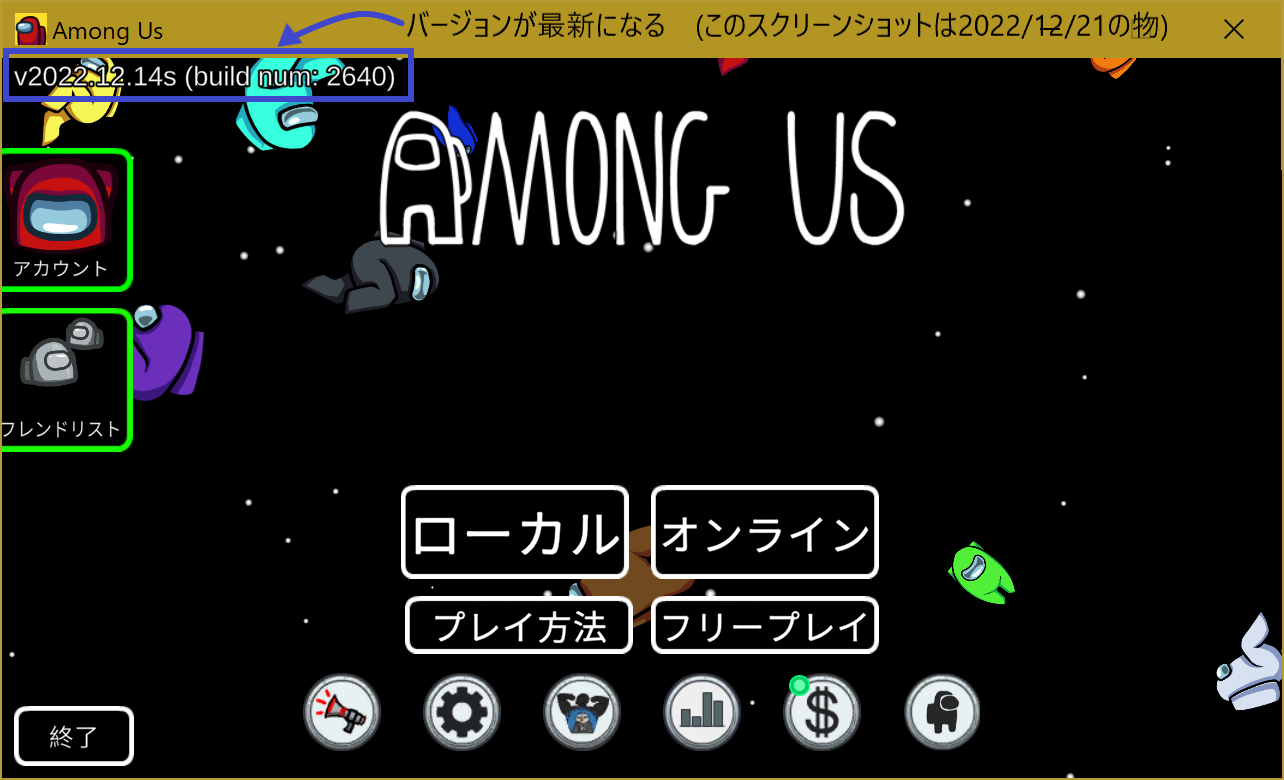 Among Us
バージョンが最新になる (このスクリーンショットは2022/12/21の物)
v2022.12.14s (build num: 2640)
AMONG US
アカウント
フレンドリスト
ローカル
オンライン
プレイ方法
フリープレイ
$
終了